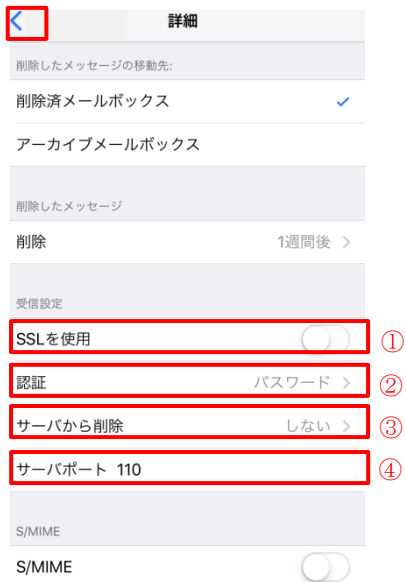 詳細
削除したメッセージの移動先:
削除済メールボックス
アーカイブメールボックス
削除したメッセージ
削除 1週間後
受信設定
SSLを使用 ①
認証 パスワード ②
サーバから削除 しない ③
サーバポート 110 ④
S/MIME
S/MIME